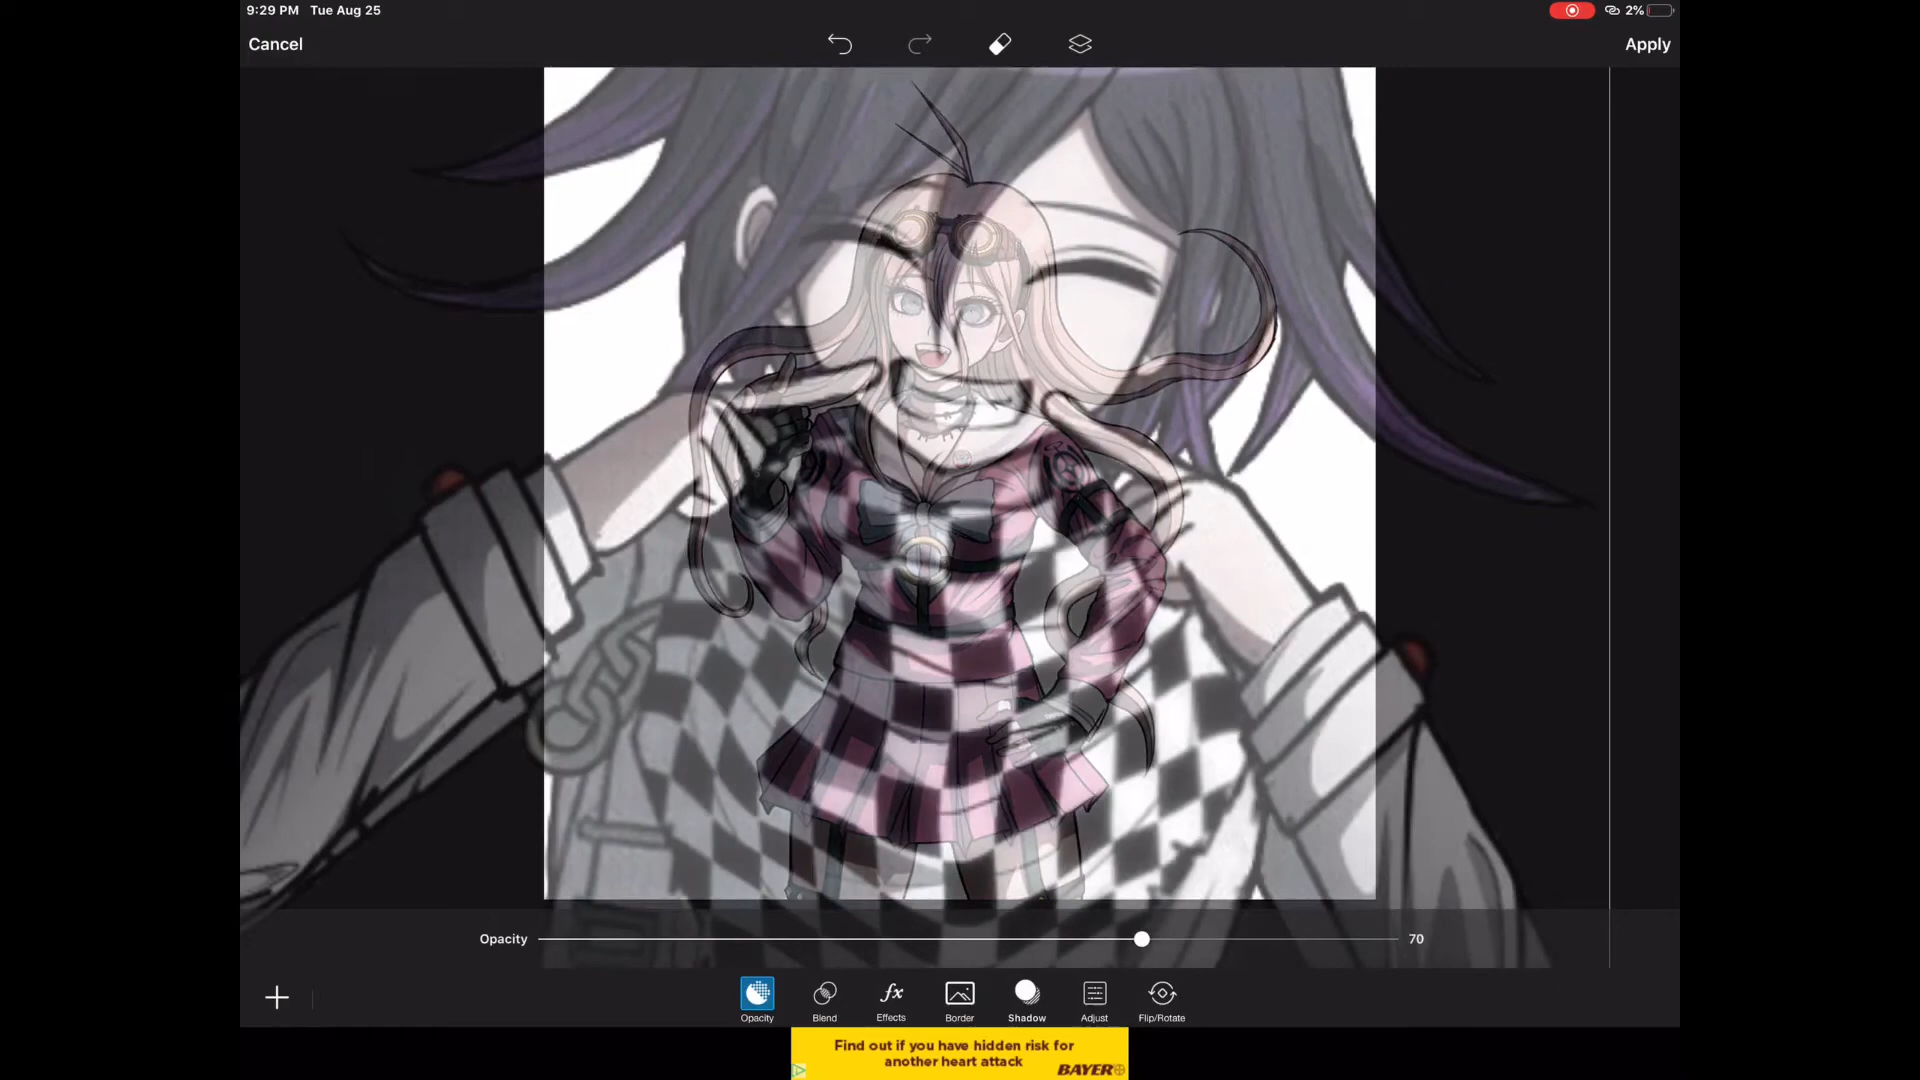 9:29 PM Tue Aug 25
2%
Cancel
Apply
Opacity
70
Opacity
Blend
fx
Effects
Border
Shadow
Adjust
Flip/Rotate
Find out if you have hidden risk for
another heart attack
BAYER